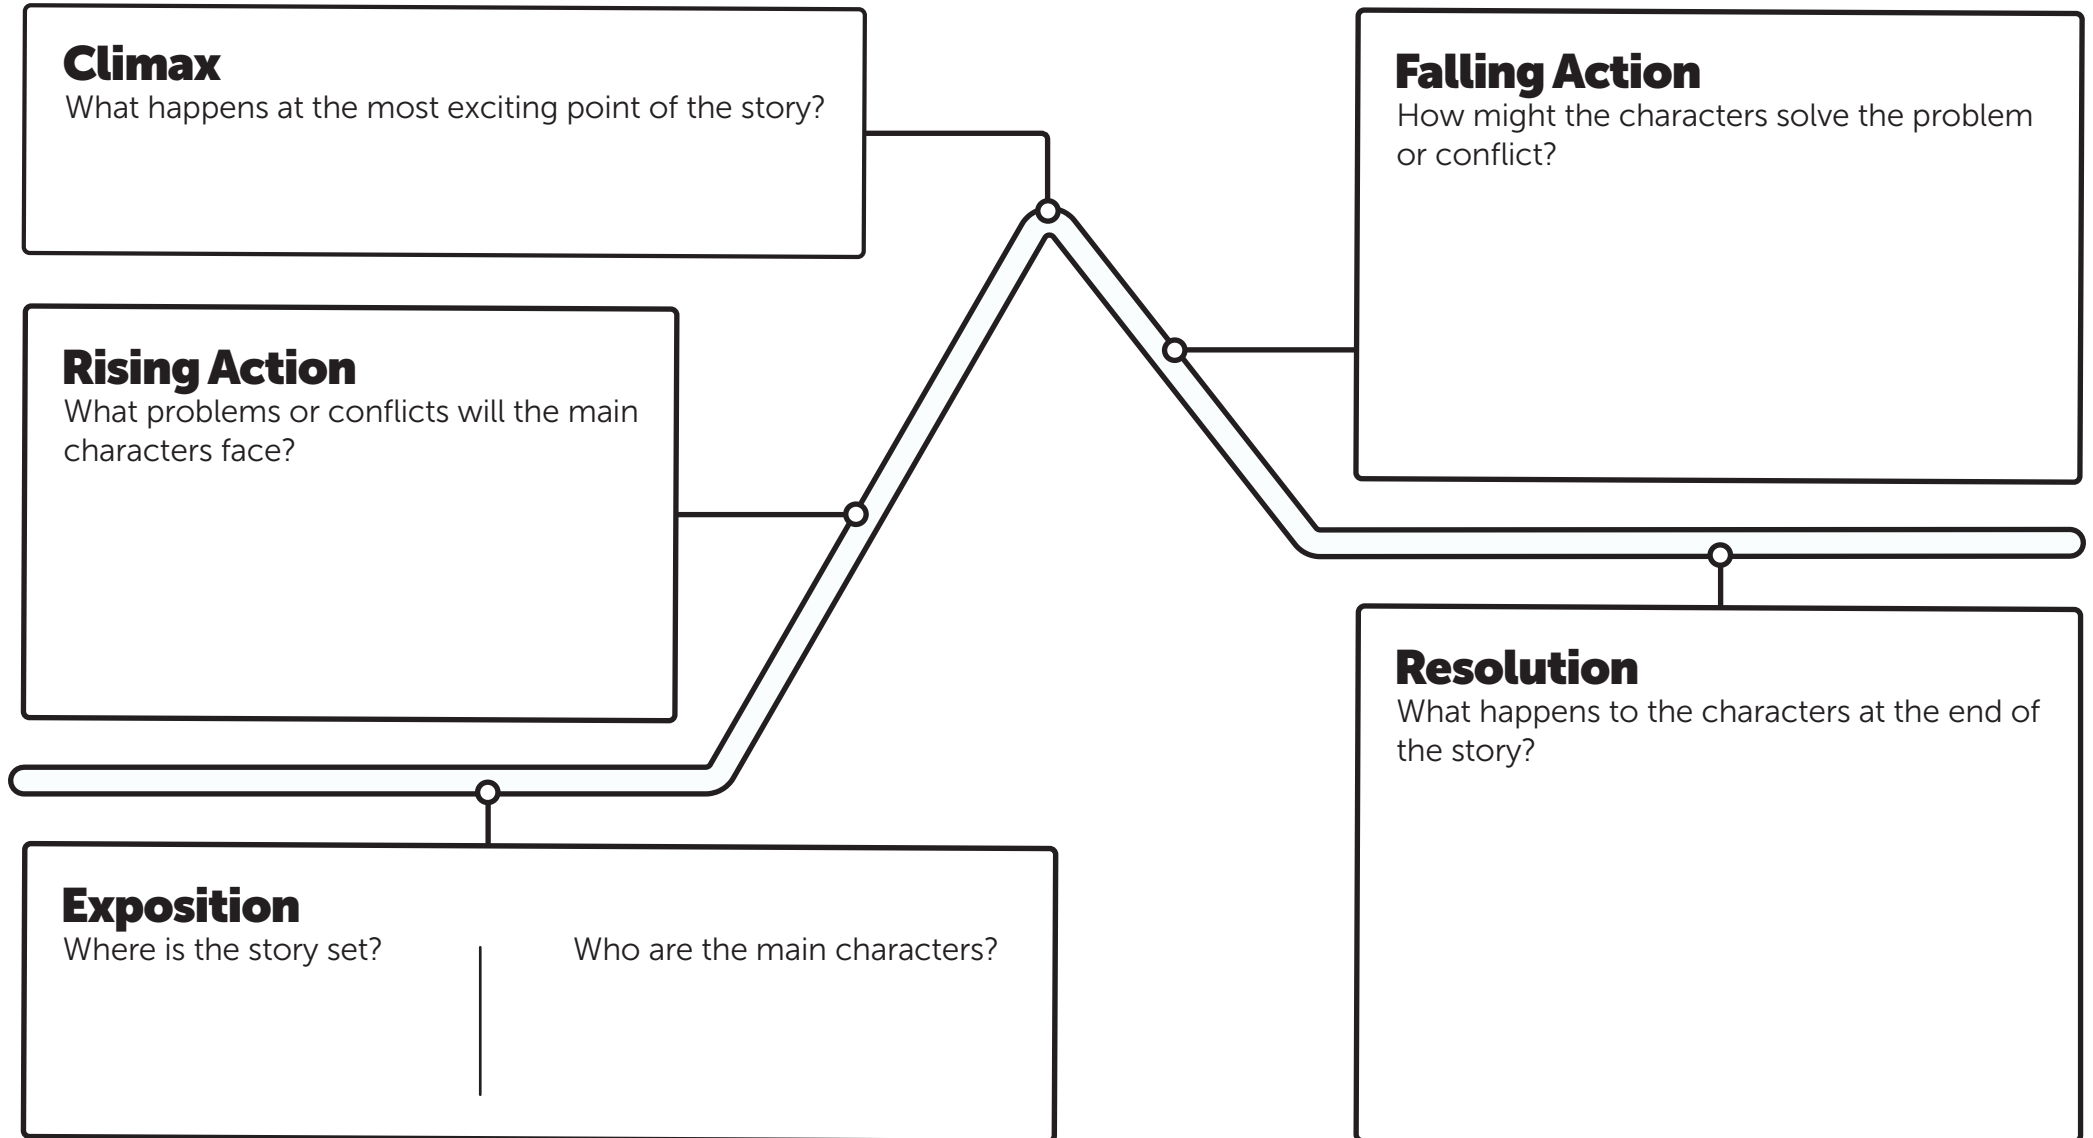 Climax
What happens at the most exciting point of the story?
Falling Action
How might the characters solve the problem
or conflict?
Rising Action
What problems or conflicts will the main
characters face?
Resolution
What happens to the characters at the end of
the story?
Exposition
Where is the story set?
Who are the main characters?